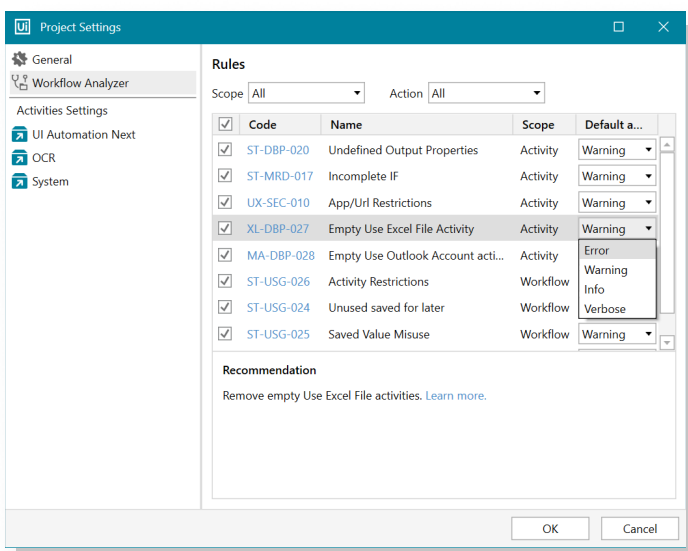 Ui Project Settings
General
Workflow Analyzer
Activities Settings
UI Automation Next
OCR
System
Rules
Scope All Action All
Code Name Scope Default a...
ST-DBP-020 Undefined Output Properties Activity Warning
ST-MRD-017 Incomplete IF Activity Warning
UX-SEC-010 App/Url Restrictions Activity Warning
XL-DBP-027 Empty Use Excel File Activity Activity Warning
MA-DBP-028 Empty Use Outlook Account acti... Activity
ST-USG-026 Activity Restrictions Workflow
ST-USG-024 Unused saved for later Workflow
ST-USG-025 Saved Value Misuse Workflow Warning
Error
Warning
Info
Verbose
Recommendation
Remove empty Use Excel File activities. Learn more.
OK Cancel